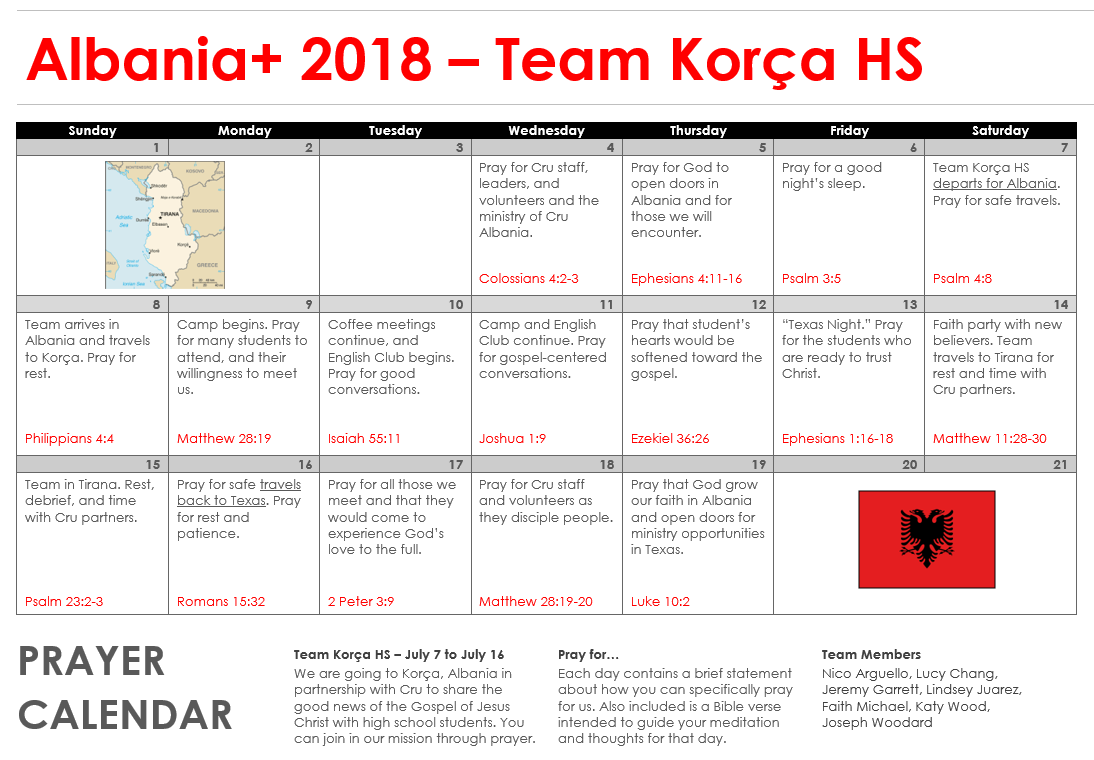 Albania+ 2018 – Team Korça HS
Sunday Monday Tuesday Wednesday Thursday Friday Saturday
1 2 3 4 5 6 7
MONTENEGRO
KOSOVO
Shkodër
Adriatic
Sea
Durrës
TIRANA
Elbasan
MACEDONIA
Vlorë
Korçë
Sarandë
GREECE
ITALY
Ionian Sea
Pray for Cru staff,
leaders, and
volunteers and the
ministry of Cru
Albania.
Colossians 4:2-3
Pray for God to
open doors in
Albania and for
those we will
encounter.
Ephesians 4:11-16
Pray for a good
night’s sleep.
Psalm 3:5
Team Korça HS
departs for Albania.
Pray for safe travels.
Psalm 4:8
8 9 10 11 12 13 14
Team arrives in
Albania and travels
to Korça. Pray for
rest.
Philippians 4:4
Camp begins. Pray
for many students to
attend, and their
willingness to meet
us.
Matthew 28:19
Coffee meetings
continue, and
English Club begins.
Pray for good
conversations.
Isaiah 55:11
Camp and English
Club continue. Pray
for gospel-centered
conversations.
Joshua 1:9
Pray that student’s
hearts would be
softened toward the
gospel.
Ezekiel 36:26
“Texas Night.” Pray
for the students who
are ready to trust
Christ.
Ephesians 1:16-18
Faith party with new
believers. Team
travels to Tirana for
rest and time with
Cru partners.
Matthew 11:28-30
15 16 17 18 19 20 21
Team in Tirana. Rest,
debrief, and time
with Cru partners.
Psalm 23:2-3
Pray for safe travels
back to Texas. Pray
for rest and
patience.
Romans 15:32
Pray for all those we
meet and that they
would come to
experience God’s
love to the full.
2 Peter 3:9
Pray for Cru staff
and volunteers as
they disciple people.
Matthew 28:19-20
Pray that God grow
our faith in Albania
and open doors for
ministry opportunities
in Texas.
Luke 10:2
PRAYER
CALENDAR
Team Korça HS – July 7 to July 16
We are going to Korça, Albania in
partnership with Cru to share the
good news of the Gospel of Jesus
Christ with high school students. You
can join in our mission through prayer.
Pray for…
Each day contains a brief statement
about how you can specifically pray
for us. Also included is a Bible verse
intended to guide your meditation
and thoughts for that day.
Team Members
Nico Arguello, Lucy Chang,
Jeremy Garrett, Lindsey Juarez,
Faith Michael, Katy Wood,
Joseph Woodard